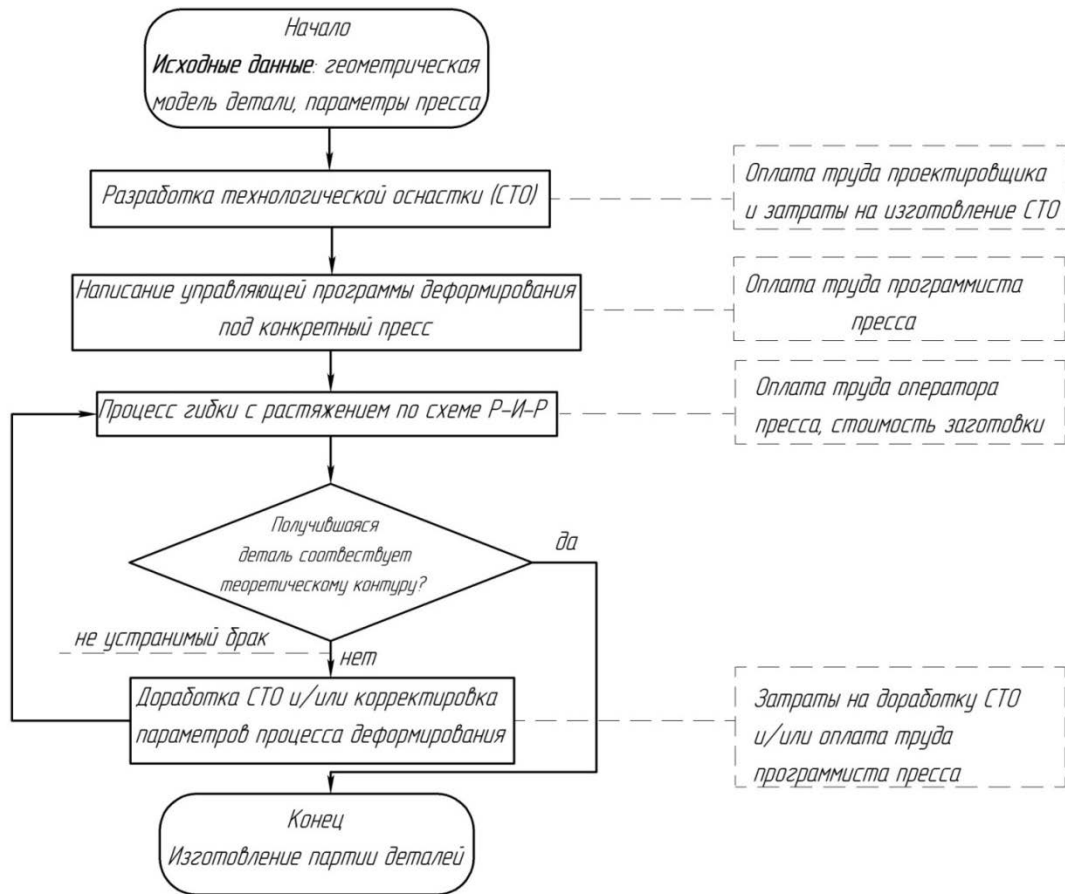 Начало
Исходные данные: геометрическая
модель детали, параметры пресса
Разработка технологической оснастки (СТО)
Оплата труда проектировщика
и затраты на изготовление СТО
Написание управляющей программы деформирования
под конкретный пресс
Оплата труда программиста
пресса
Процесс гибки с растяжением по схеме Р-И-Р
Оплата труда оператора
пресса, стоимость заготовки
Получившаяся
деталь соотвествует
теоретическому контуру?
да
не устранимый брак
нет
Доработка СТО и/или корректировка
параметров процесса деформирования
Затраты на доработку СТО
и/или оплата труда
программиста пресса
Конец
Изготовление партии деталей